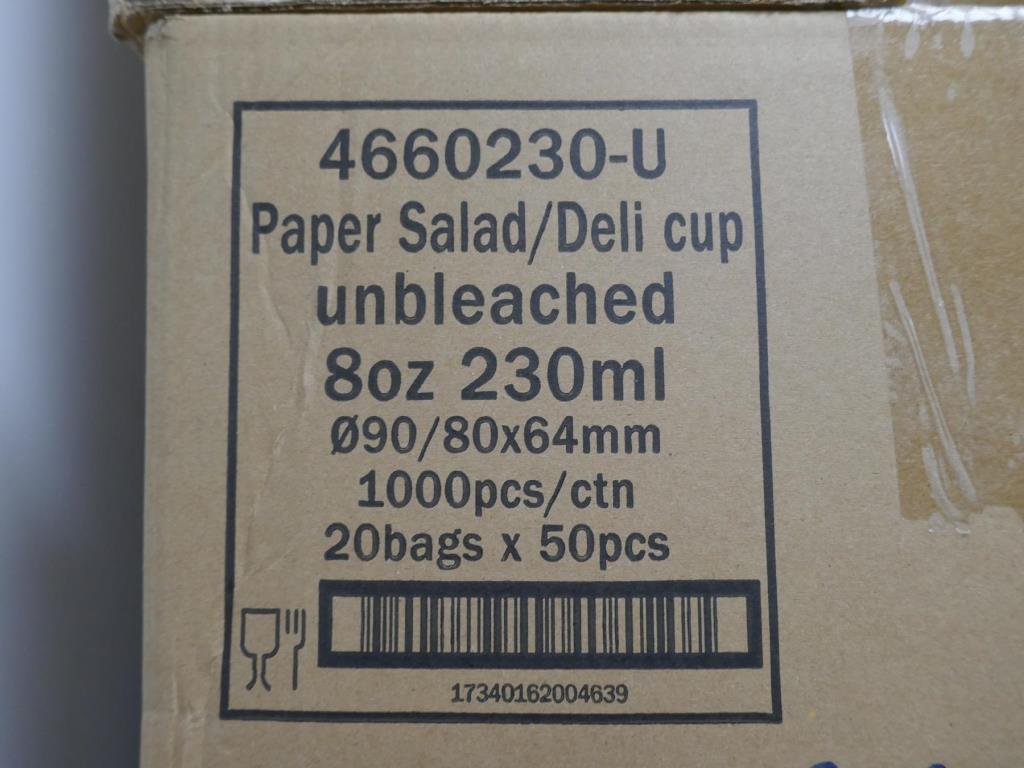 4660230-U
Paper Salad/Deli cup
unbleached
8oz 230ml
Ø90/80x64mm
1000pcs/ctn
20bags x 50pcs
17340162004639